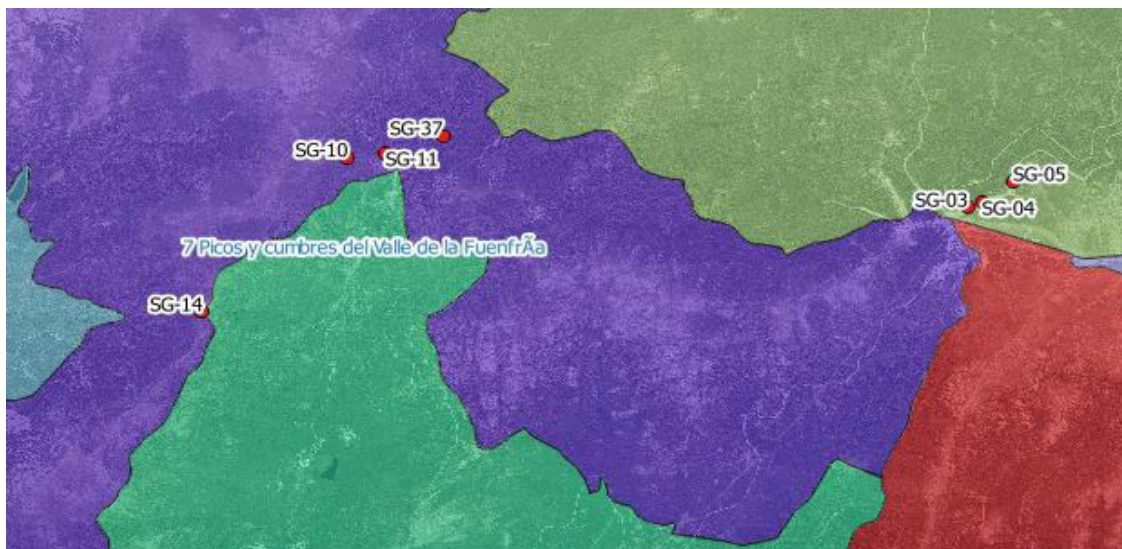 SG-37
SG-10
SG-11
SG-05
SG-03
SG-04
7 Picos y cumbres del Valle de la FuenfrÃa
SG-14